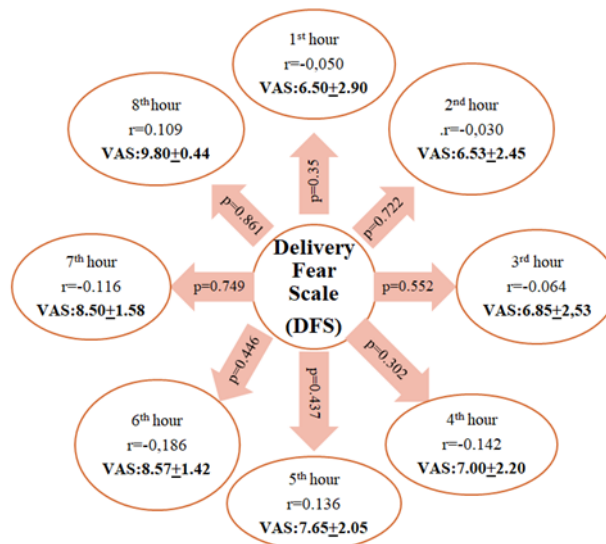 1st hour
r=-0,050
VAS:6.50±2.90
2nd hour
.r=-0,030
VAS:6.53±2.45
3rd hour
r=-0.064
VAS:6.85±2,53
4th hour
r=-0.142
VAS:7.00±2.20
5th hour
r=0.136
VAS:7.65±2.05
6th hour
r=-0,186
VAS:8.57±1.42
7th hour
r=-0.116
VAS:8.50±1.58
8th hour
r=0.109
VAS:9.80±0.44
p=0.35
p=0.722
p=0.552
p=0.302
p=0.437
p=0.446
p=0.749
p=0.861
Delivery
Fear
Scale
(DFS)